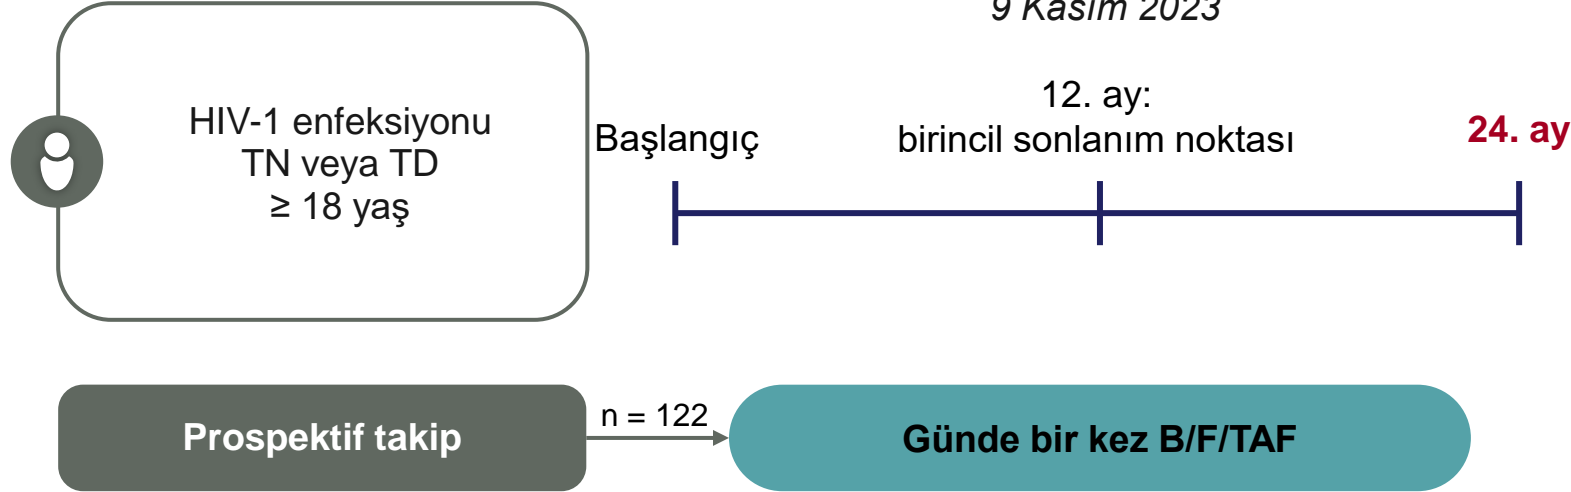 9 Kasım 2023
HIV-1 enfeksiyonu
TN veya TD
≥ 18 yaş
Başlangıç
12. ay:
birincil sonlanım noktası
24. ay
Prospektif takip
n = 122
Günde bir kez B/F/TAF